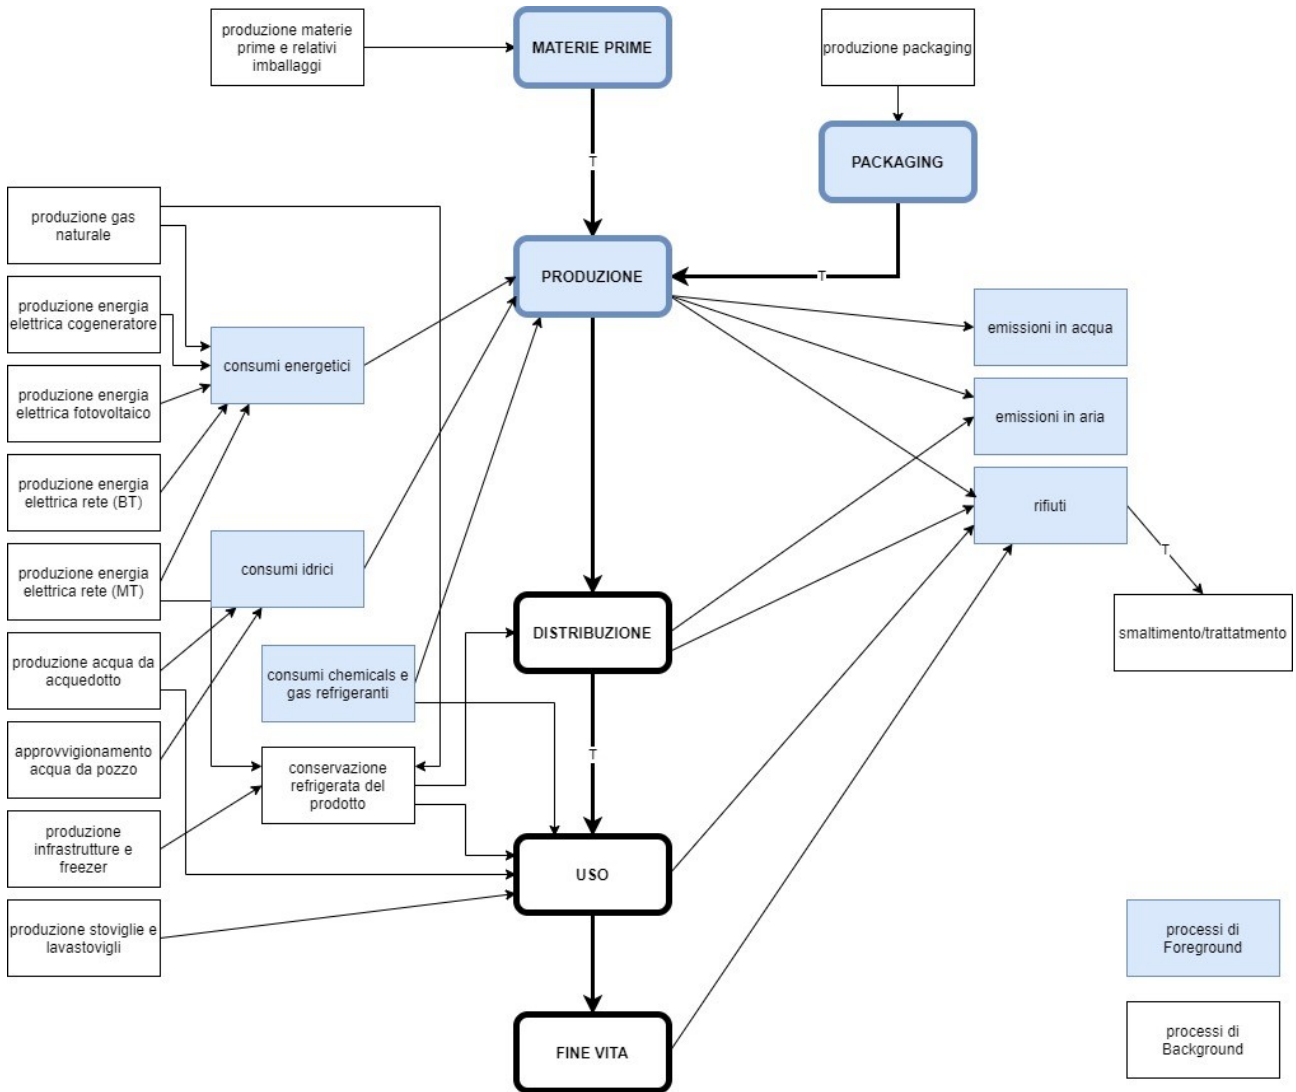 produzione materie
prime e relativi
imballaggi
MATERIE PRIME
produzione packaging
T
PACKAGING
produzione gas
naturale
PRODUZIONE
T
produzione energia
elettrica cogeneratore
emissioni in acqua
consumi energetici
produzione energia
elettrica fotovoltaico
emissioni in aria
produzione energia
elettrica rete (BT)
rifiuti
T
produzione energia
elettrica rete (MT)
consumi idrici
DISTRIBUZIONE
smaltimento/trattatmento
produzione acqua da
acquedotto
consumi chemicals e
gas refrigeranti
T
approvvigionamento
acqua da pozzo
conservazione
refrigerata del
prodotto
produzione
infrastrutture e
freezer
USO
produzione stoviglie e
lavastovigli
processi di
Foreground
FINE VITA
processi di
Background